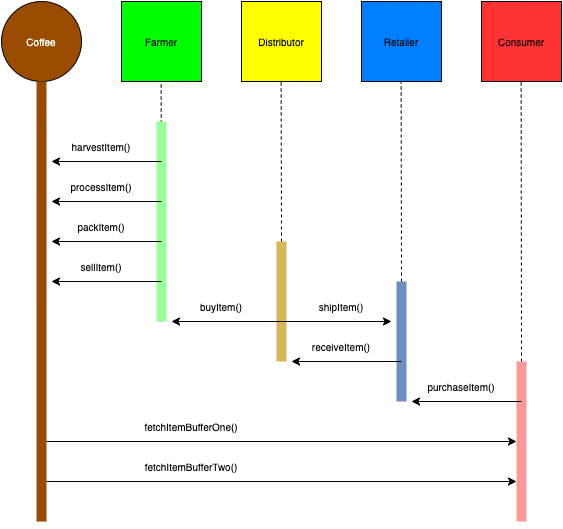 Coffee
Farmer
Distributor
Retailer
Consumer
harvestItem()
processItem()
packItem()
sellItem()
buyItem()
shipItem()
receiveItem()
purchaseItem()
fetchItemBufferOne()
fetchItemBufferTwo()